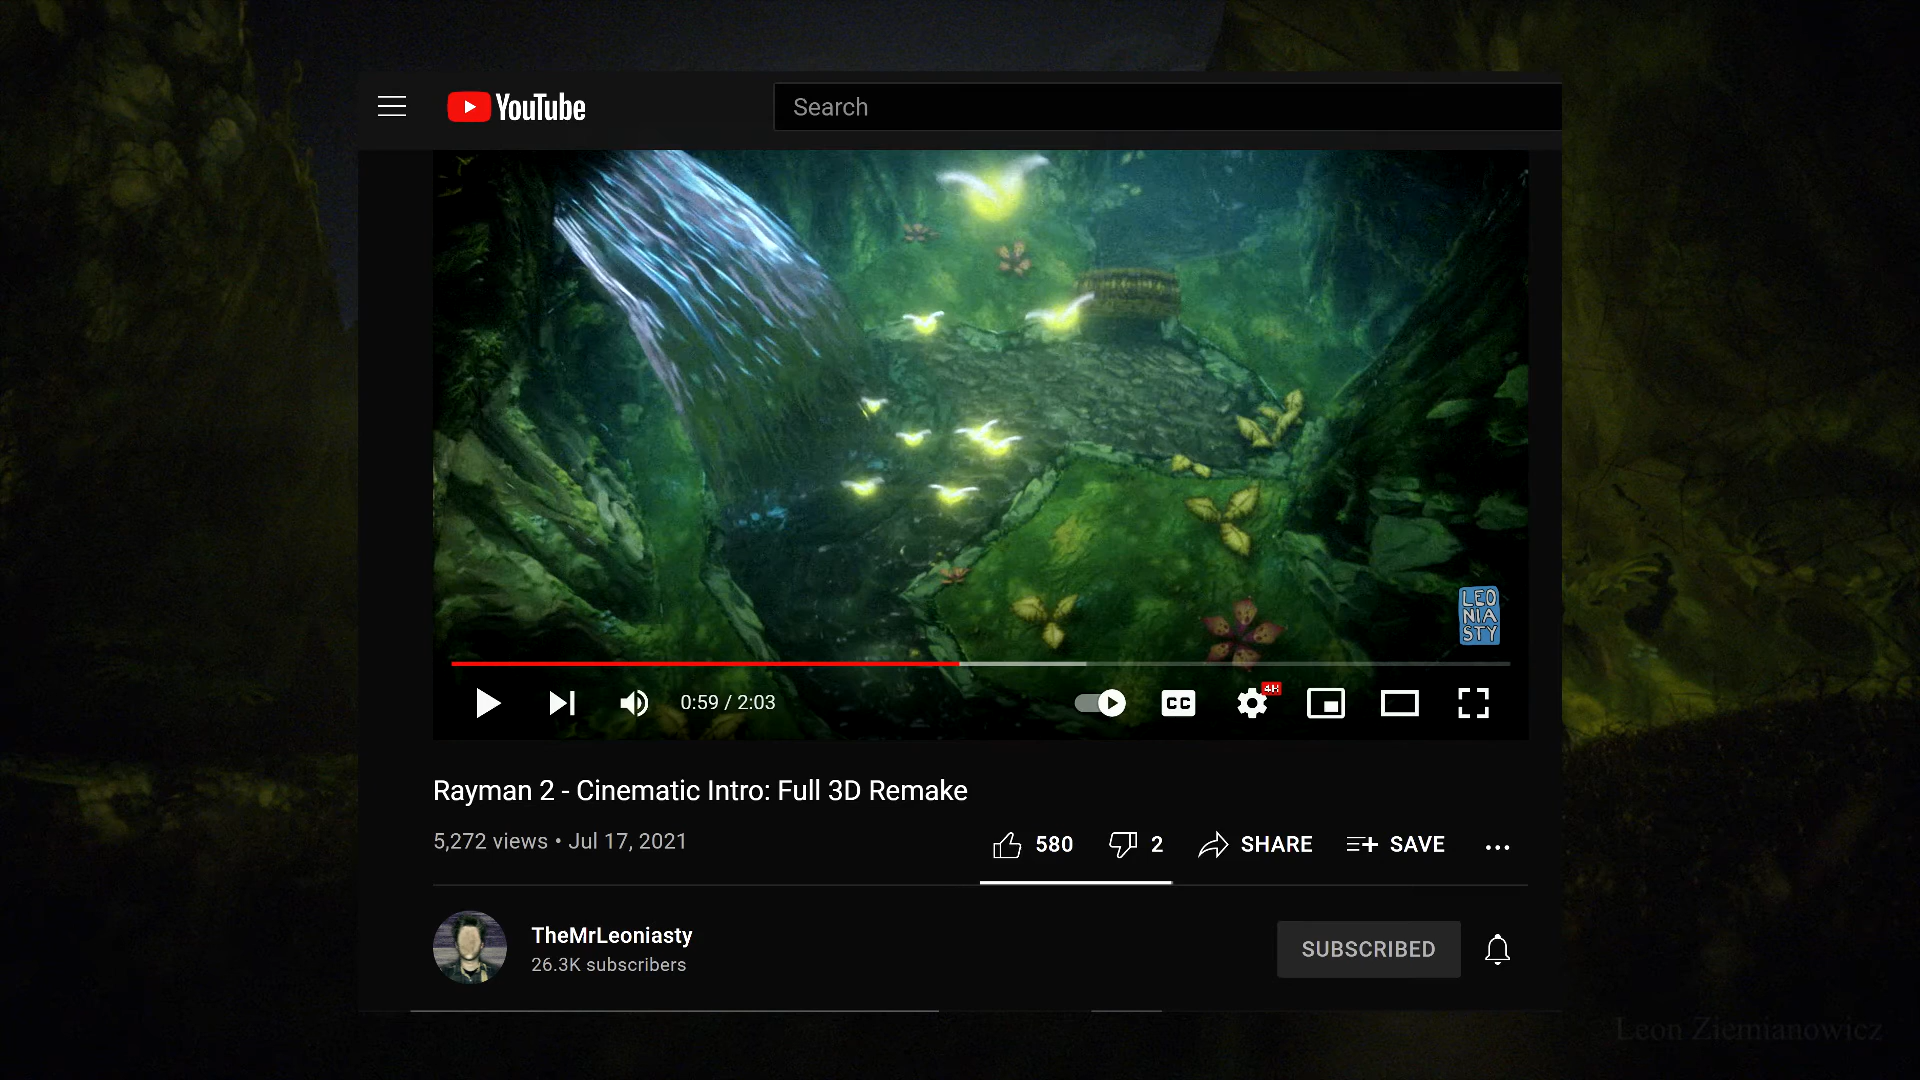 YouTube
Search
LEO
NIA
STY
0:59 / 2:03
CC
4K
Rayman 2 - Cinematic Intro: Full 3D Remake
5,272 views • Jul 17, 2021
580
2
SHARE
SAVE
TheMrLeoniasty
26.3K subscribers
SUBSCRIBED
Leon Ziemianowicz